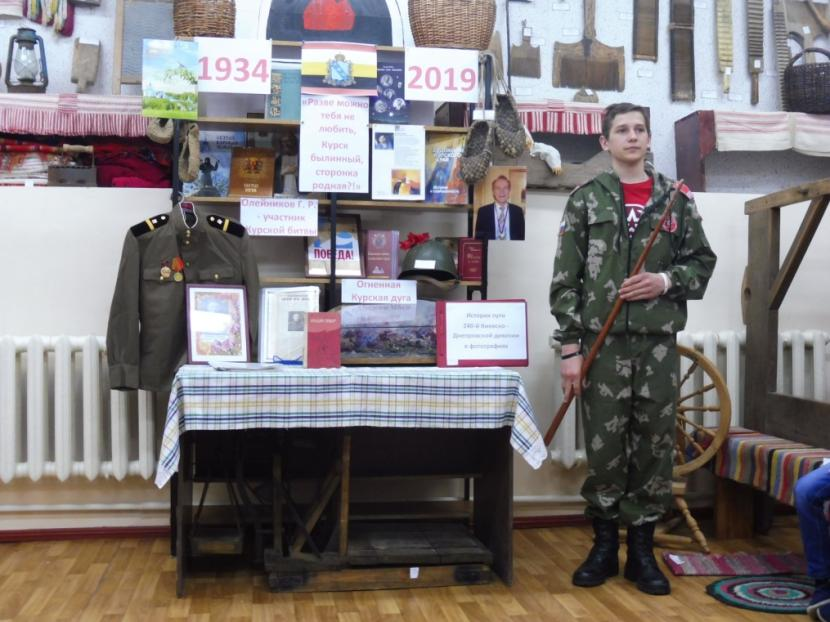 1934
2019
«Разве можно
тебя не
любить,
Курск
былинный,
сторонка
родная?!»
Олейников Г. Р.
- участник
Курской битвы
ПОБЕДА!
Огненная
Курская дуга
История пути
240-й Киевско -
Днепровской дивизии
в фотографиях